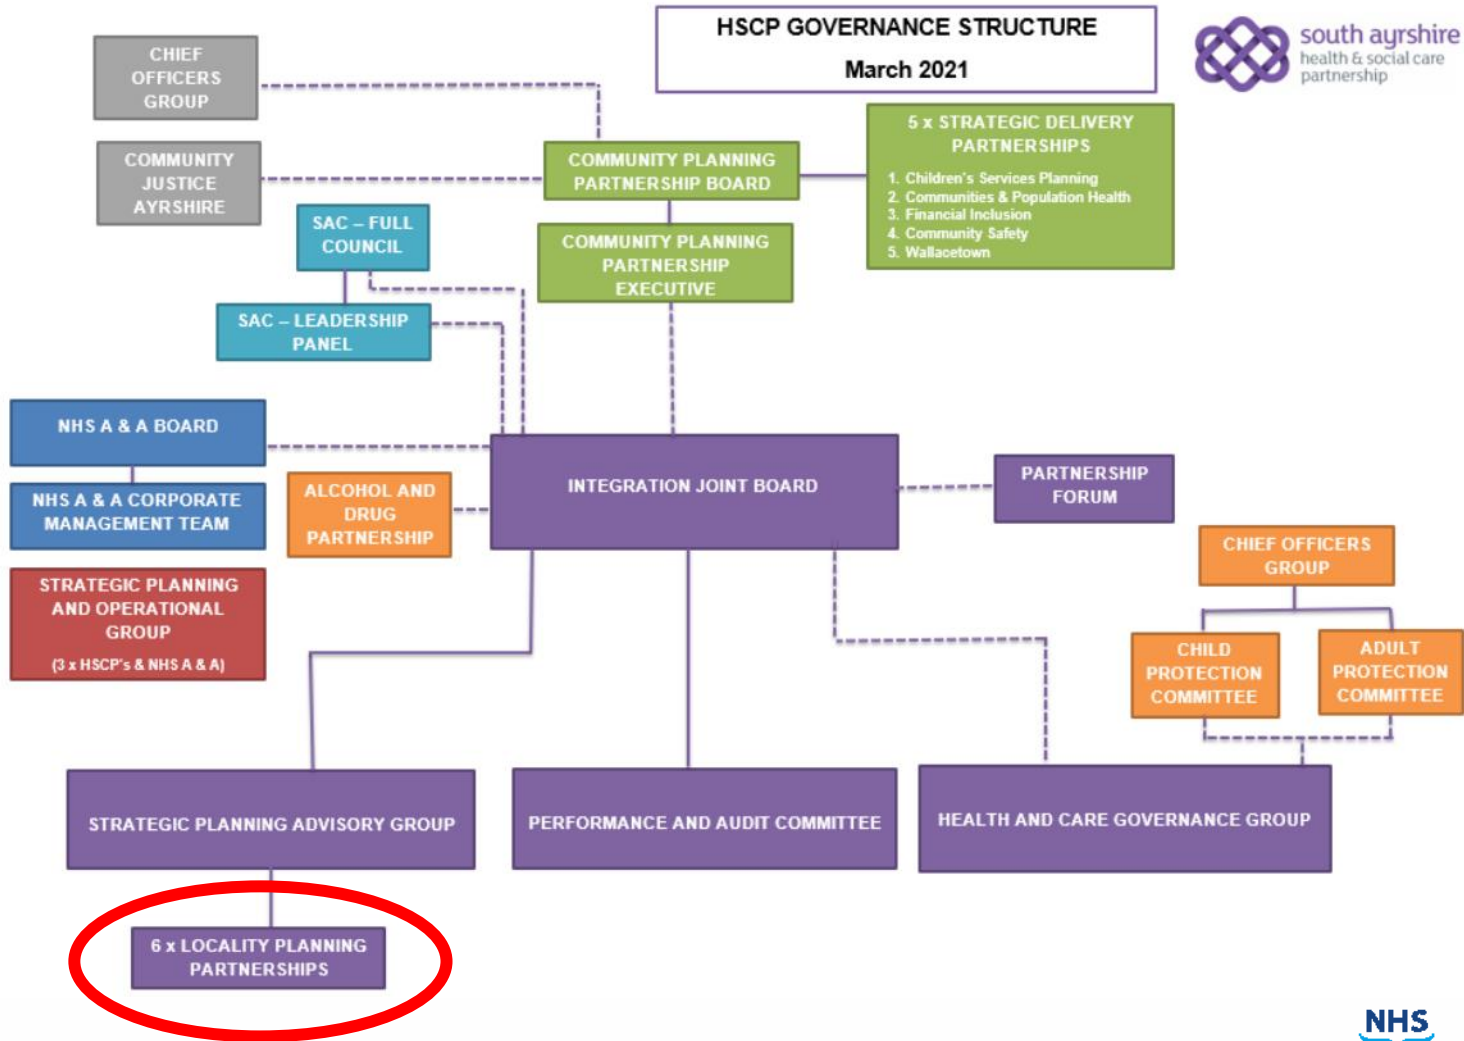 HSCP GOVERNANCE STRUCTURE
March 2021
south ayrshire
health & social care
partnership
CHIEF
OFFICERS
GROUP
COMMUNITY
JUSTICE
AYRSHIRE
COMMUNITY PLANNING
PARTNERSHIP BOARD
5 x STRATEGIC DELIVERY
PARTNERSHIPS
1. Children's Services Planning
2. Communities & Population Health
3. Financial Inclusion
4. Community Safety
5. Wallacetown
SAC – FULL
COUNCIL
COMMUNITY PLANNING
PARTNERSHIP
EXECUTIVE
SAC – LEADERSHIP
PANEL
NHS A & A BOARD
NHS A & A CORPORATE
MANAGEMENT TEAM
ALCOHOL AND
DRUG
PARTNERSHIP
INTEGRATION JOINT BOARD
PARTNERSHIP
FORUM
STRATEGIC PLANNING
AND OPERATIONAL
GROUP
(3 x HSCP's & NHS A & A)
CHIEF OFFICERS
GROUP
CHILD
PROTECTION
COMMITTEE
ADULT
PROTECTION
COMMITTEE
STRATEGIC PLANNING ADVISORY GROUP
PERFORMANCE AND AUDIT COMMITTEE
HEALTH AND CARE GOVERNANCE GROUP
6 x LOCALITY PLANNING
PARTNERSHIPS
NHS